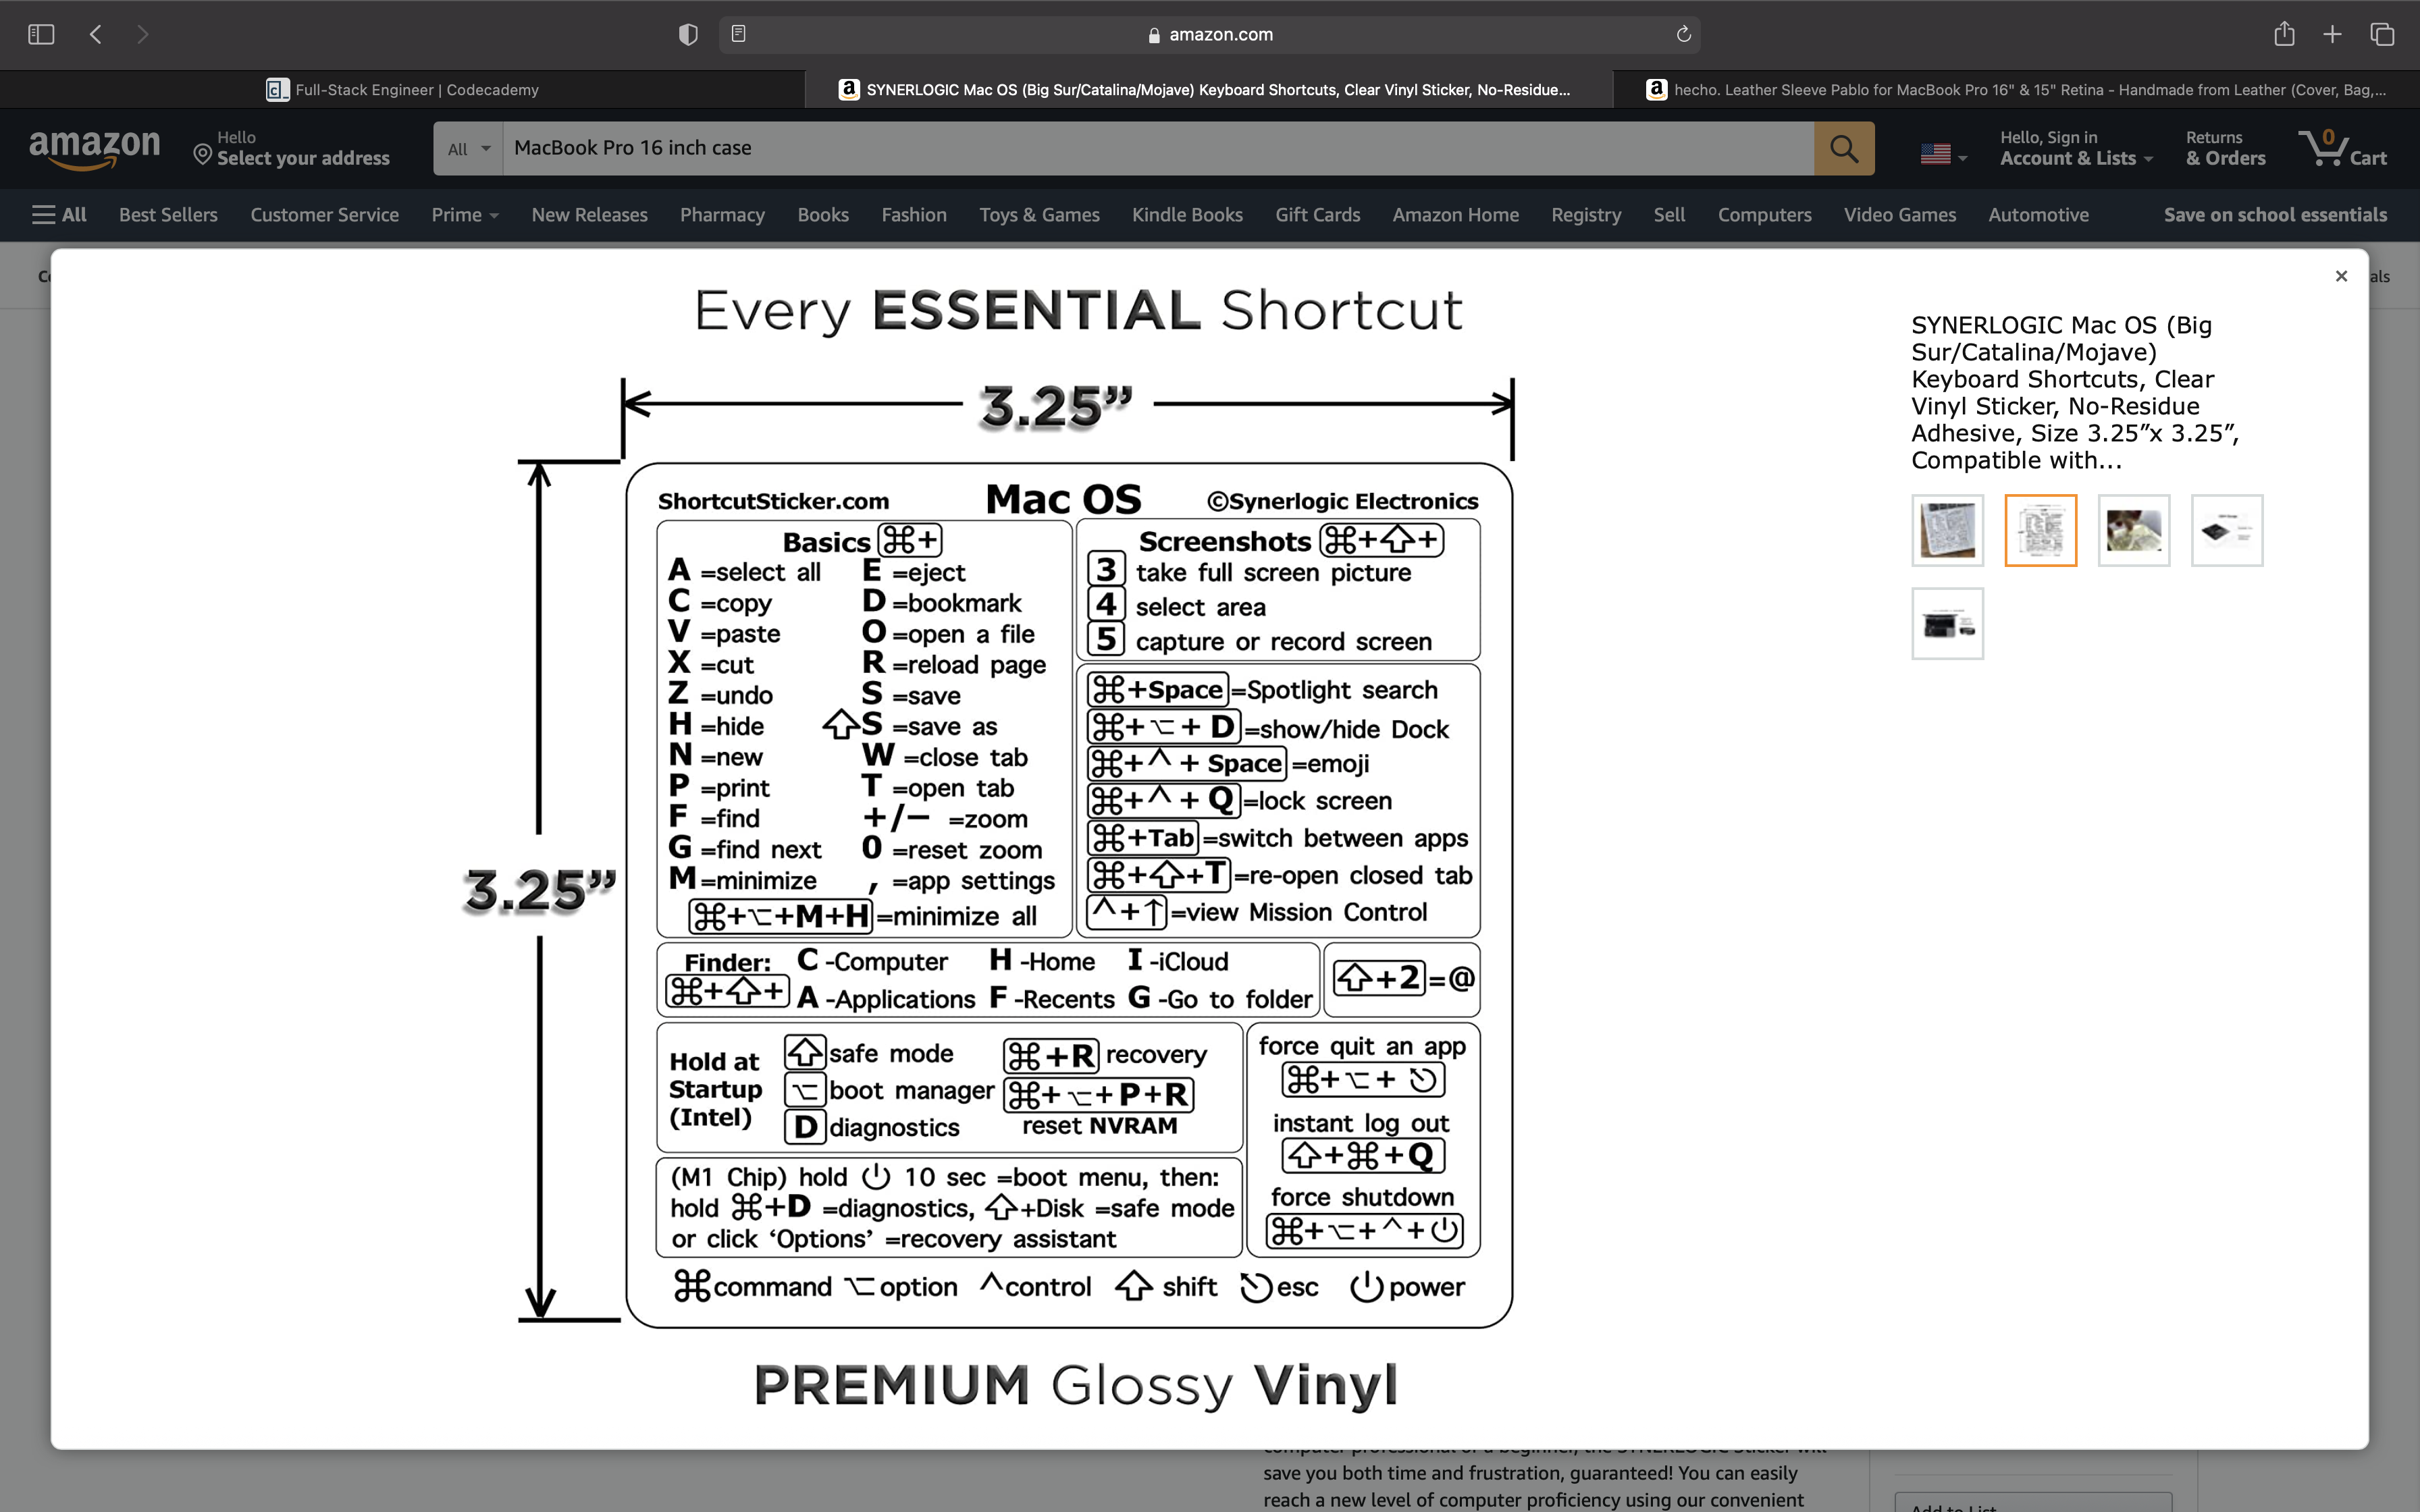 amazon.com
Full-Stack Engineer | Codecademy
SYNERLOGIC Mac OS (Big Sur/Catalina/Mojave) Keyboard Shortcuts, Clear Vinyl Sticker, No-Residue...
hecho. Leather Sleeve Pablo for MacBook Pro 16" & 15" Retina - Handmade from Leather (Cover, Bag,...
amazon
Hello
Select your address
All
MacBook Pro 16 inch case
Hello, Sign in
Account & Lists
Returns
& Orders
0
Cart
All Best Sellers Customer Service Prime New Releases Pharmacy Books Fashion Toys & Games Kindle Books Gift Cards Amazon Home Registry Sell Computers Video Games Automotive Save on school essentials
Every ESSENTIAL Shortcut
3.25”
3.25”
ShortcutSticker.com Mac OS ©Synerlogic Electronics
Basics ⌘+
A =select all E =eject
C =copy D =bookmark
V =paste O =open a file
X =cut R =reload page
Z =undo S =save
H =hide ⇧S =save as
N =new W =close tab
P =print T =open tab
F =find +/− =zoom
G =find next 0 =reset zoom
M =minimize , =app settings
⌘+⌥+M+H =minimize all
Screenshots ⌘+⇧+
3 take full screen picture
4 select area
5 capture or record screen
⌘+Space =Spotlight search
⌘+⌥+D =show/hide Dock
⌘+^+Space =emoji
⌘+^+Q =lock screen
⌘+Tab =switch between apps
⌘+⇧+T =re-open closed tab
^+↑ =view Mission Control
Finder: C -Computer H -Home I -iCloud
⌘+⇧+ A -Applications F -Recents G -Go to folder
⇧+2 =@
Hold at
Startup
(Intel)
⇧ safe mode ⌘+R recovery
⌥ boot manager ⌘+⌥+P+R
D diagnostics reset NVRAM
(M1 Chip) hold ⏻ 10 sec =boot menu, then:
hold ⌘+D =diagnostics, ⇧+Disk =safe mode
or click ‘Options’ =recovery assistant
force quit an app
⌘+⌥+⎋
instant log out
⇧+⌘+Q
force shutdown
⌘+⌥+^+⏻
⌘command ⌥option ^control ⇧ shift ⎋esc ⏻power
PREMIUM Glossy Vinyl
SYNERLOGIC Mac OS (Big
Sur/Catalina/Mojave)
Keyboard Shortcuts, Clear
Vinyl Sticker, No-Residue
Adhesive, Size 3.25”x 3.25”,
Compatible with...
save you both time and frustration, guaranteed! You can easily
reach a new level of computer proficiency using our convenient
Add to List